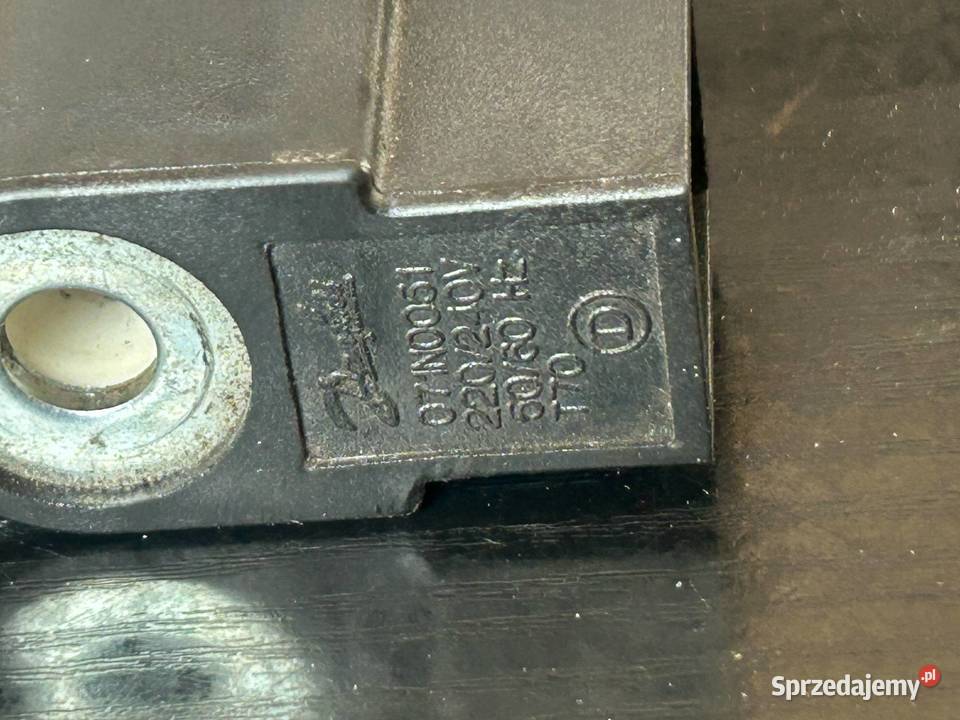 Danfoss
071N0051
220/240V
50/60 Hz
T70
D
Sprzedajemy.pl